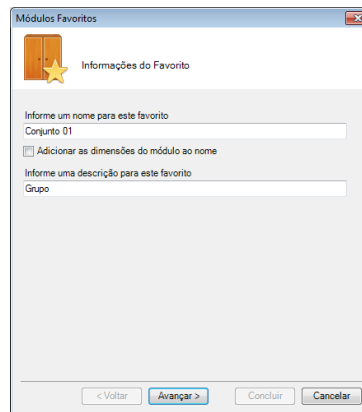 Módulos Favoritos
Informações do Favorito
Informe um nome para este favorito
Conjunto 01
Adicionar as dimensões do módulo ao nome
Informe uma descrição para este favorito
Grupo
< Voltar Avançar > Concluir Cancelar